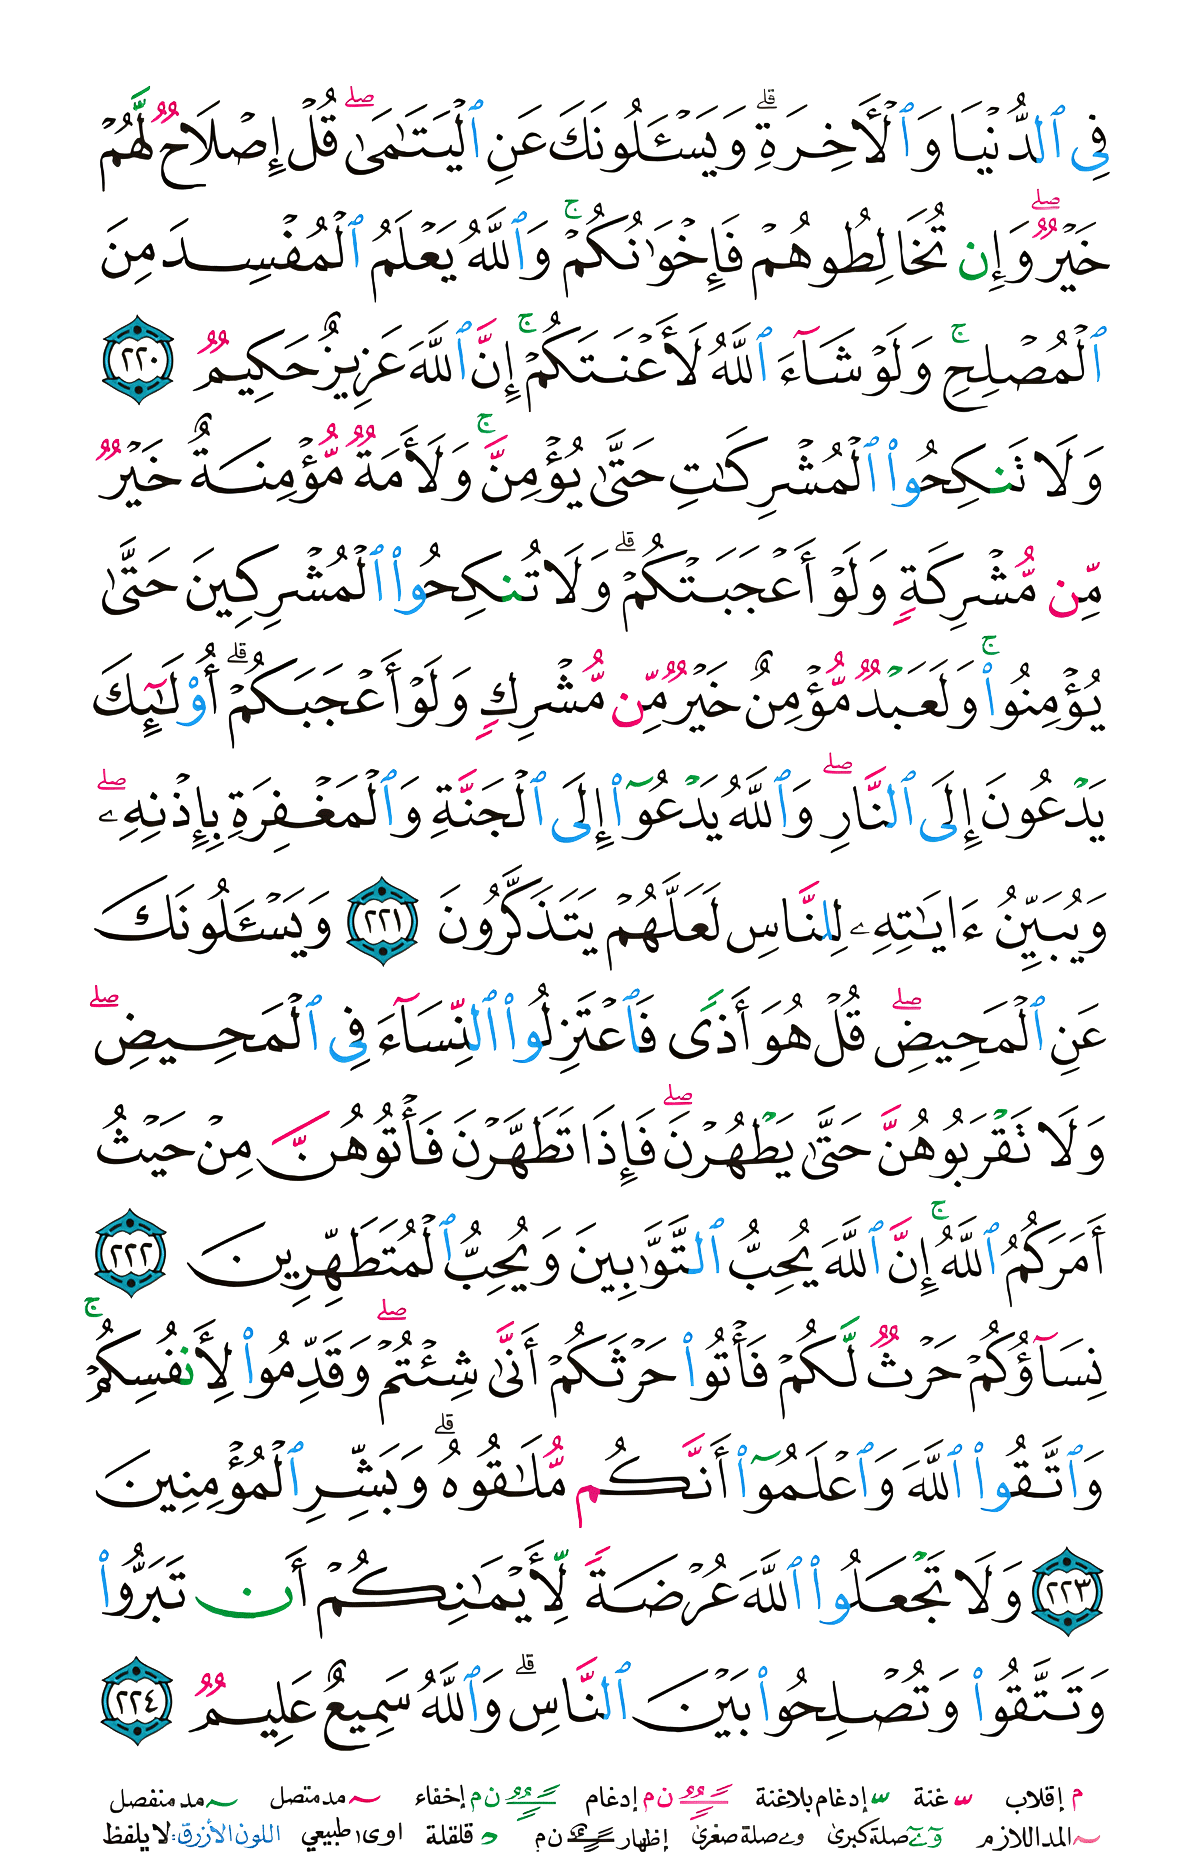 فِى ٱلدُّنْيَا وَٱلْأَخِرَةِ ۗ وَيَسْـَٔلُونَكَ عَنِ ٱلْيَتَـٰمَىٰ ۖ قُلْ إِصْلَاحٌ لَّهُمْ
خَيْرٌ ۖ وَإِن تُخَالِطُوهُمْ فَإِخْوَٰنُكُمْ ۚ وَٱللَّهُ يَعْلَمُ ٱلْمُفْسِدَ مِنَ
ٱلْمُصْلِحِ ۚ وَلَوْ شَآءَ ٱللَّهُ لَأَعْنَتَكُمْ ۚ إِنَّ ٱللَّهَ عَزِيزٌ حَكِيمٌ ٢٢٠
وَلَا تَنكِحُوا۟ ٱلْمُشْرِكَـٰتِ حَتَّىٰ يُؤْمِنَّ ۚ وَلَأَمَةٌ مُّؤْمِنَةٌ خَيْرٌ
مِّن مُّشْرِكَةٍ وَلَوْ أَعْجَبَتْكُمْ ۗ وَلَا تُنكِحُوا۟ ٱلْمُشْرِكِينَ حَتَّىٰ
يُؤْمِنُوا۟ ۚ وَلَعَبْدٌ مُّؤْمِنٌ خَيْرٌ مِّن مُّشْرِكٍ وَلَوْ أَعْجَبَكُمْ ۗ أُو۟لَـٰٓئِكَ
يَدْعُونَ إِلَى ٱلنَّارِ ۖ وَٱللَّهُ يَدْعُوٓا۟ إِلَى ٱلْجَنَّةِ وَٱلْمَغْفِرَةِ بِإِذْنِهِۦ ۖ
وَيُبَيِّنُ ءَايَـٰتِهِۦ لِلنَّاسِ لَعَلَّهُمْ يَتَذَكَّرُونَ ٢٢١ وَيَسْـَٔلُونَكَ
عَنِ ٱلْمَحِيضِ ۖ قُلْ هُوَ أَذًى فَٱعْتَزِلُوا۟ ٱلنِّسَآءَ فِى ٱلْمَحِيضِ ۖ
وَلَا تَقْرَبُوهُنَّ حَتَّىٰ يَطْهُرْنَ ۖ فَإِذَا تَطَهَّرْنَ فَأْتُوهُنَّ مِنْ حَيْثُ
أَمَرَكُمُ ٱللَّهُ ۚ إِنَّ ٱللَّهَ يُحِبُّ ٱلتَّوَّٰبِينَ وَيُحِبُّ ٱلْمُتَطَهِّرِينَ ٢٢٢
نِسَآؤُكُمْ حَرْثٌ لَّكُمْ فَأْتُوا۟ حَرْثَكُمْ أَنَّىٰ شِئْتُمْ ۖ وَقَدِّمُوا۟ لِأَنفُسِكُمْ ۚ
وَٱتَّقُوا۟ ٱللَّهَ وَٱعْلَمُوٓا۟ أَنَّكُم مُّلَـٰقُوهُ ۗ وَبَشِّرِ ٱلْمُؤْمِنِينَ
٢٢٣ وَلَا تَجْعَلُوا۟ ٱللَّهَ عُرْضَةً لِّأَيْمَـٰنِكُمْ أَن تَبَرُّوا۟
وَتَتَّقُوا۟ وَتُصْلِحُوا۟ بَيْنَ ٱلنَّاسِ ۗ وَٱللَّهُ سَمِيعٌ عَلِيمٌ ٢٢٤
م إقلاب غنة إدغام بلاغنة ن م إدغام ن م إخفاء مد متصل مد منفصل
المد اللازم صلة كبرى و ے صلة صغرى إظهار ن م قلقلة ا و ى طبيعي اللون الأزرق: لا يلفظ